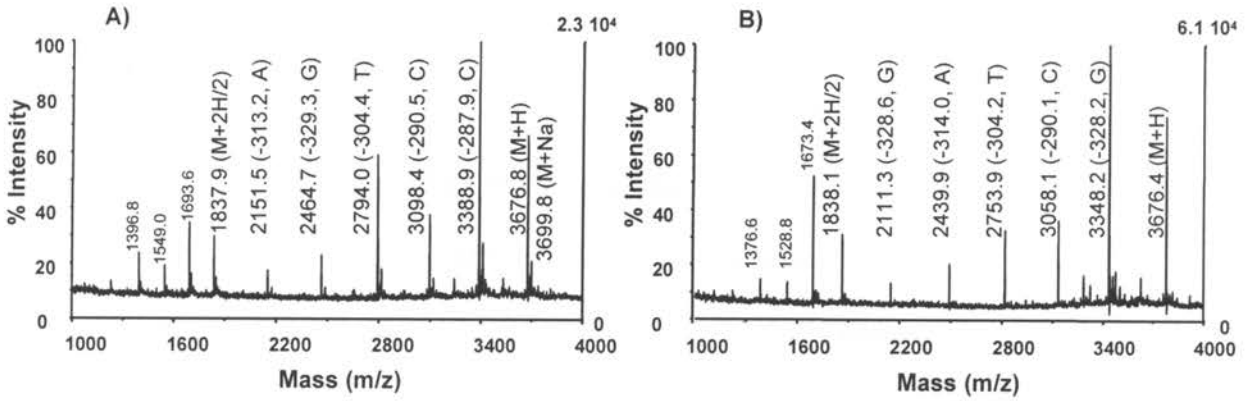 A)
2.3 10⁴
% Intensity
100
80
60
40
20
0
1396.8
1549.0
1693.6
1837.9 (M+2H/2)
2151.5 (-313.2, A)
2464.7 (-329.3, G)
2794.0 (-304.4, T)
3098.4 (-290.5, C)
3388.9 (-287.9, C)
3676.8 (M+H)
3699.8 (M+Na)
0
1000 1600 2200 2800 3400 4000
Mass (m/z)
B)
6.1 10⁴
% Intensity
100
80
60
40
20
0
1376.6
1528.8
1673.4
1838.1 (M+2H/2)
2111.3 (-328.6, G)
2439.9 (-314.0, A)
2753.9 (-304.2, T)
3058.1 (-290.1, C)
3348.2 (-328.2, G)
3676.4 (M+H)
0
1000 1600 2200 2800 3400 4000
Mass (m/z)